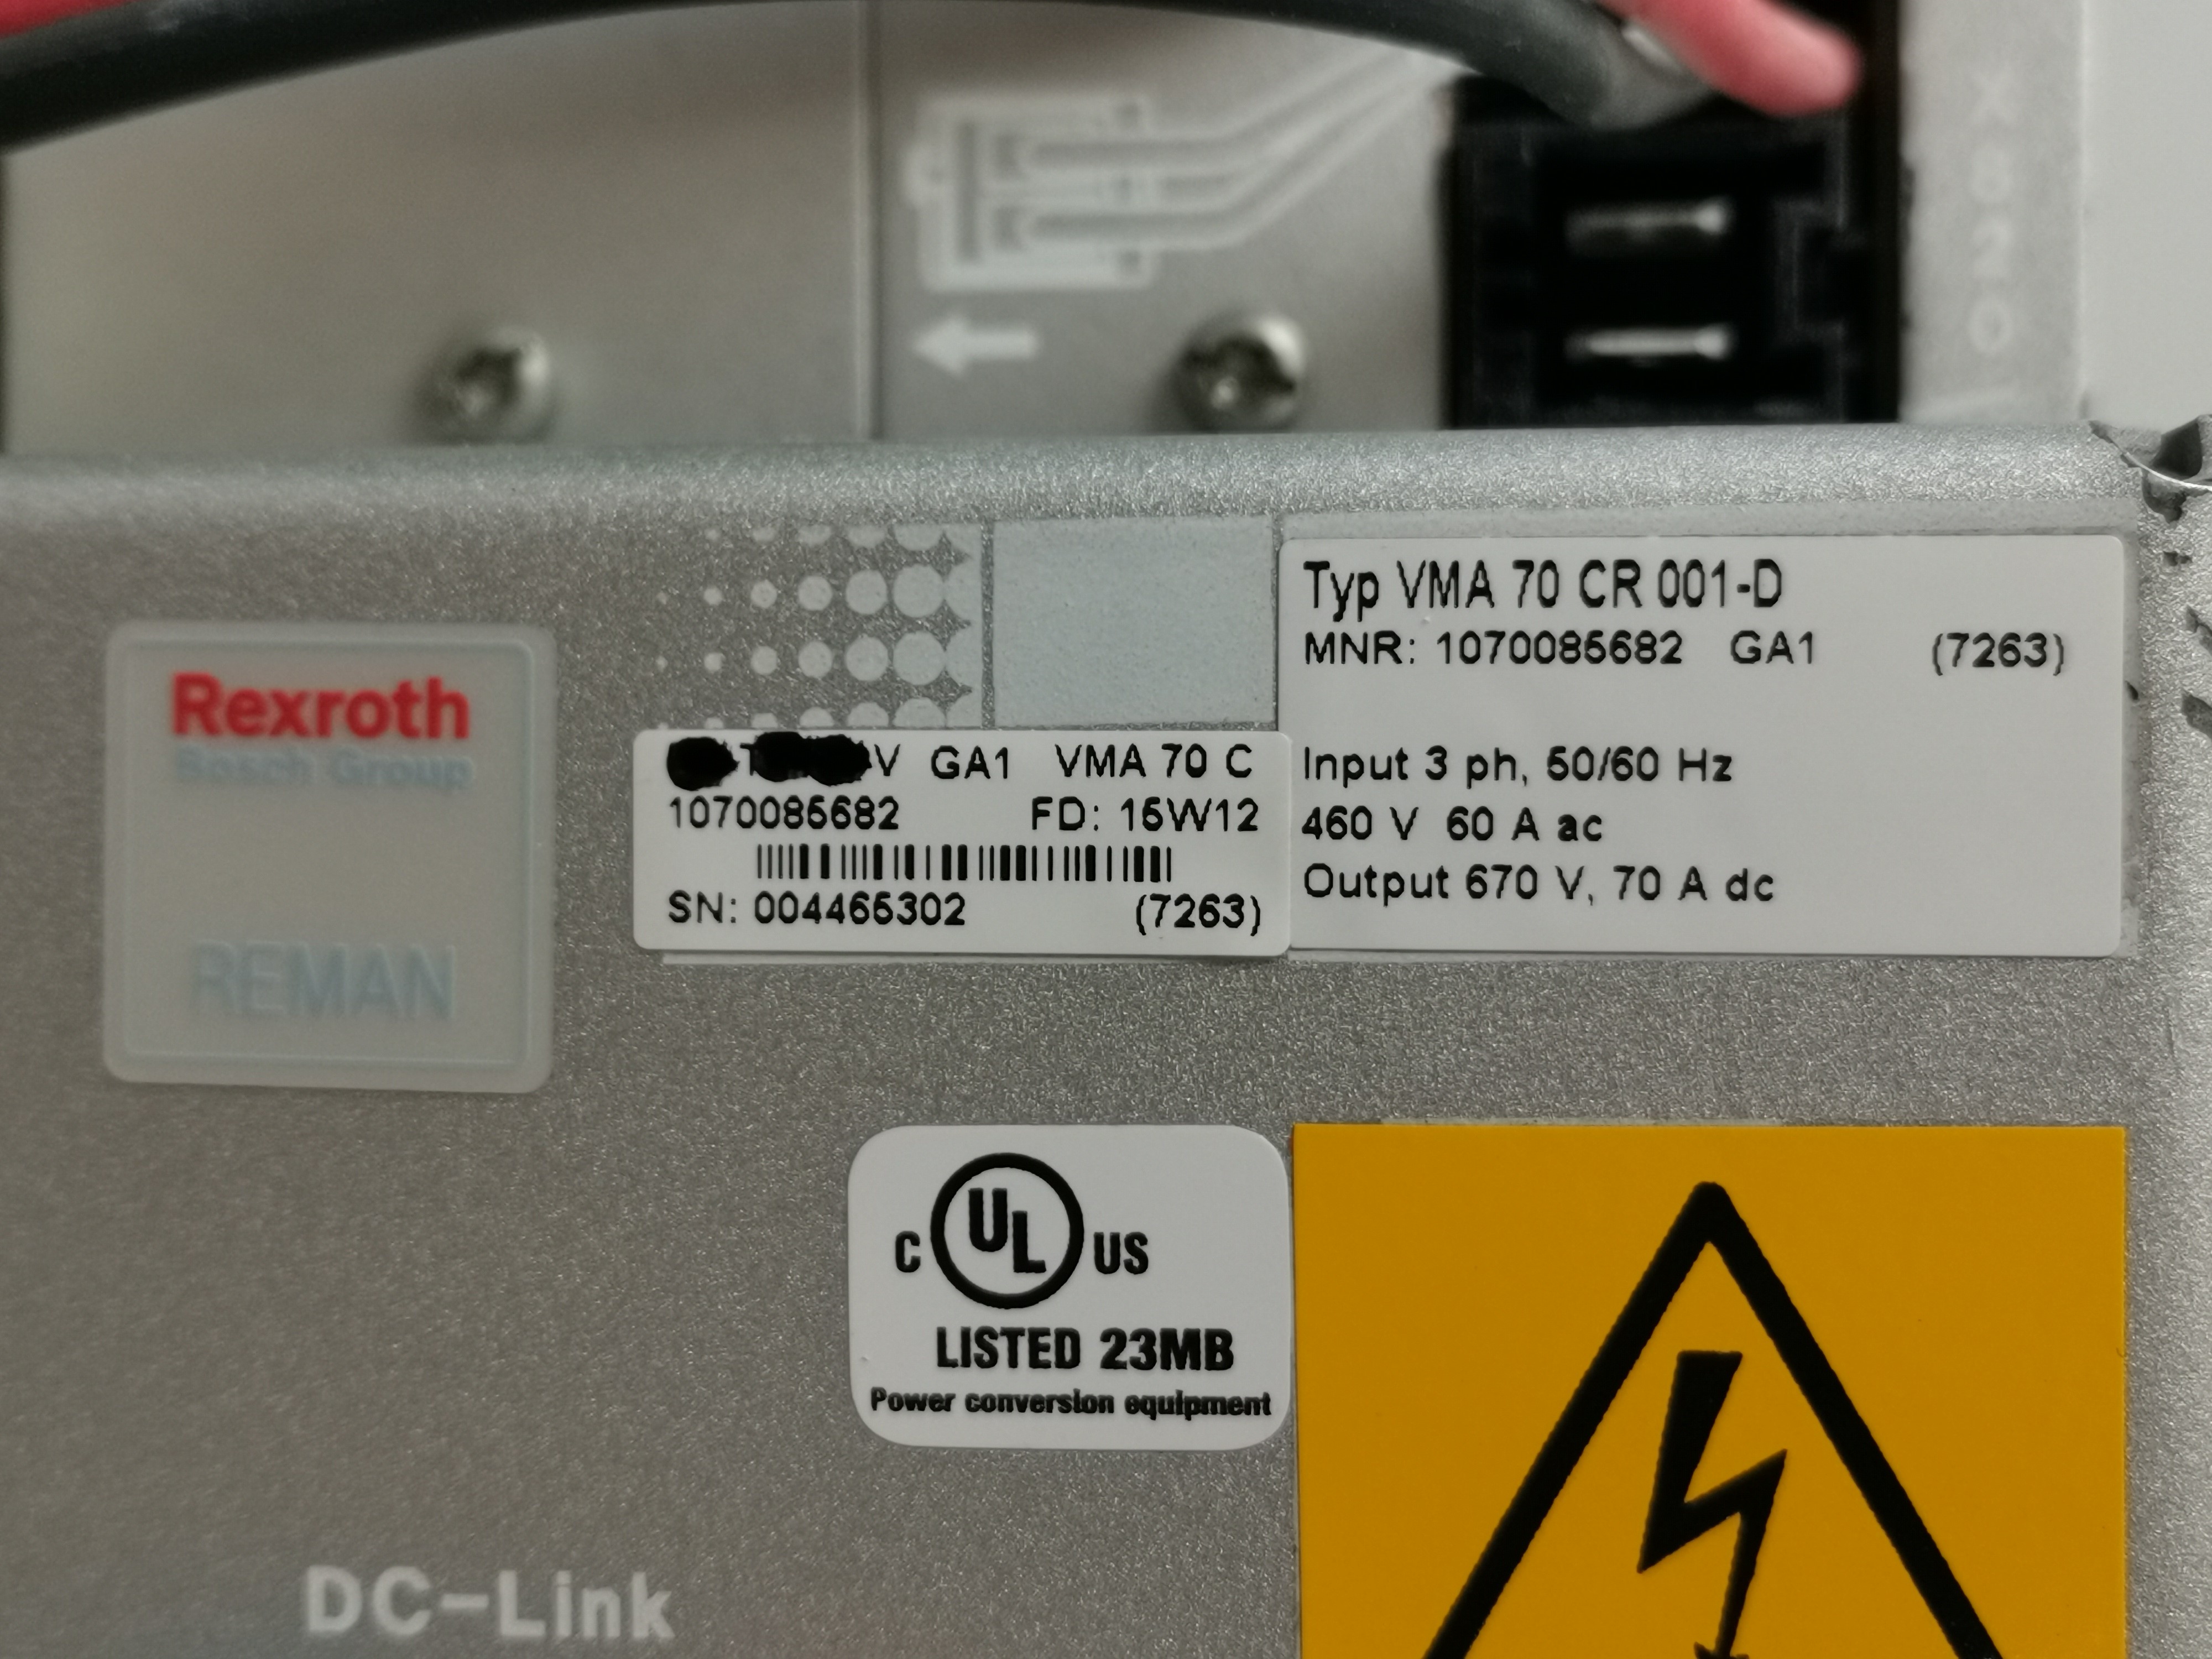 X820
Typ VMA 70 CR 001-D
MNR: 1070085682 GA1 (7263)
Input 3 ph, 50/60 Hz
460 V 60 A ac
Output 670 V, 70 A dc
Rexroth
Bosch Group
REMAN
GA1 VMA 70 C
1070085682 FD: 15W12
SN: 004465302 (7263)
C UL US
LISTED 23MB
Power conversion equipment
DC-Link